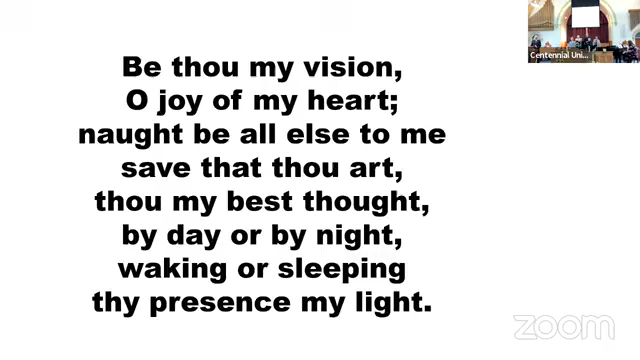 Centennial Uni...
Be thou my vision,
O joy of my heart;
naught be all else to me
save that thou art,
thou my best thought,
by day or by night,
waking or sleeping
thy presence my light.
zoom